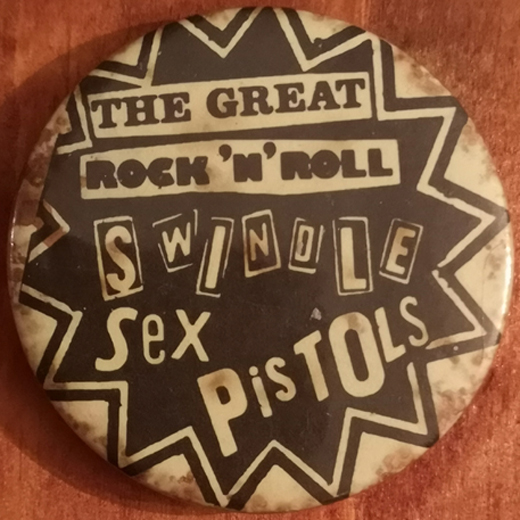 THE GREAT
ROCK 'N' ROLL
SWINDLE
Sex
PiSTOLS